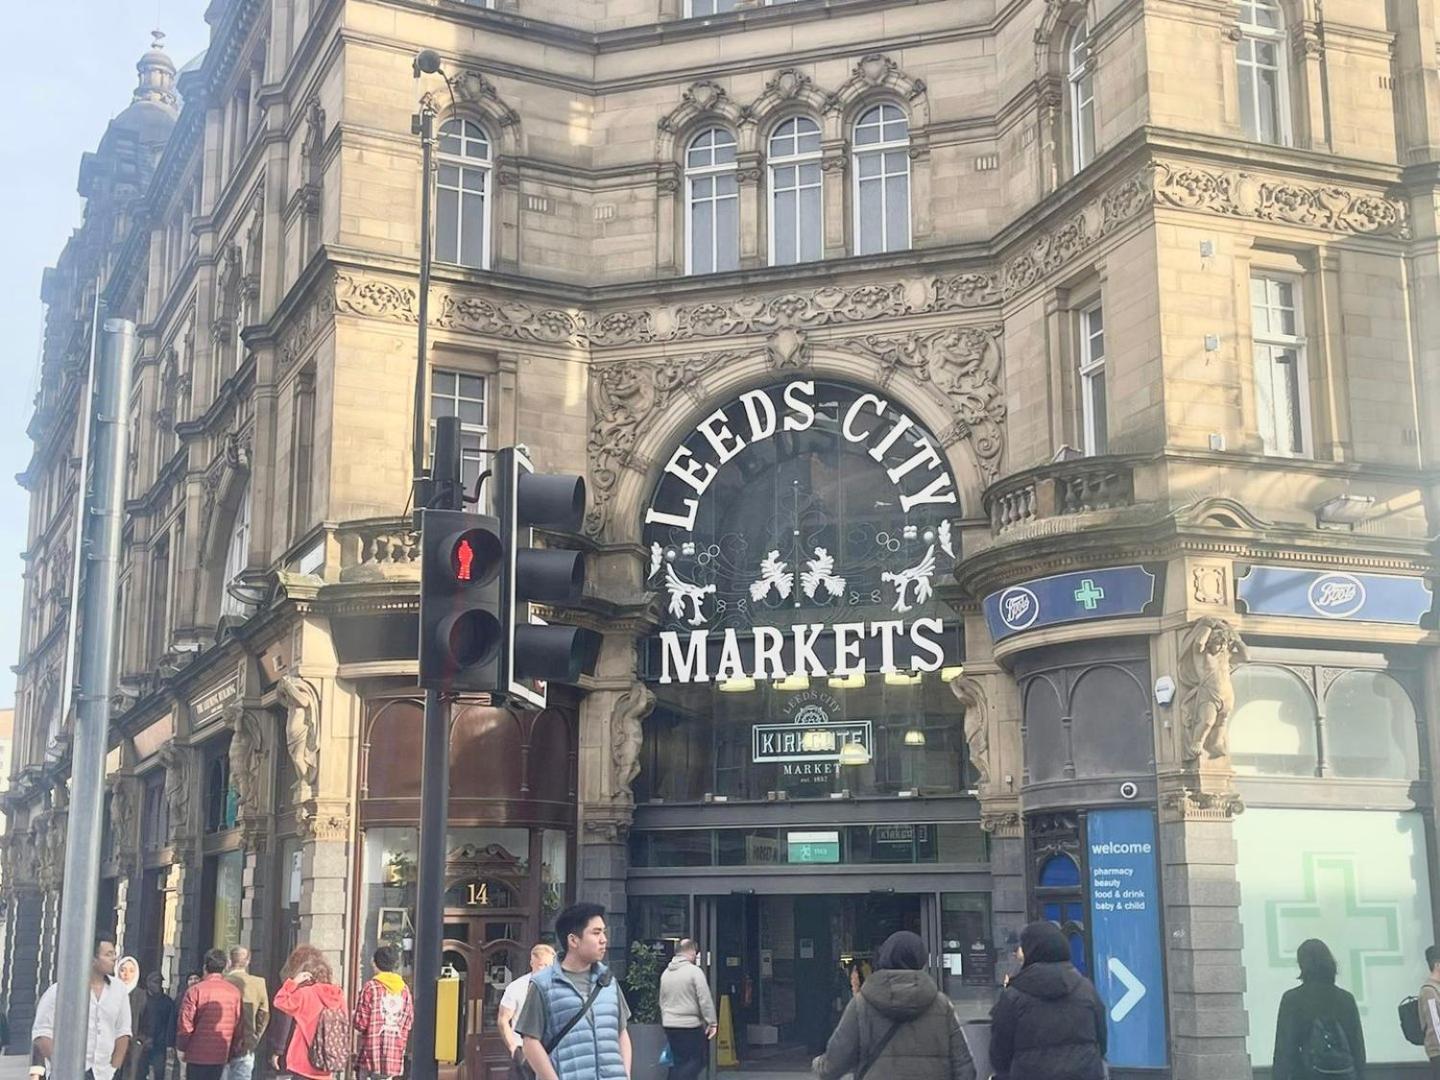 LEEDS CITY
MARKETS
LEEDS CITY
KIRKGATE
MARKET
est. 1857
Boots
Boots
14
5
welcome
pharmacy
beauty
food & drink
baby & child